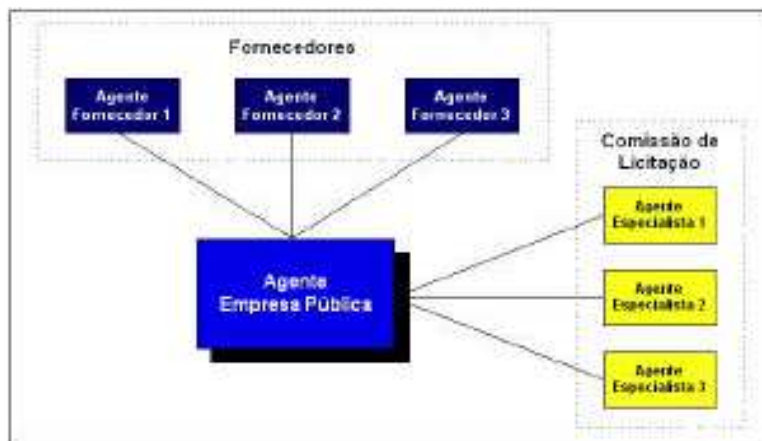 Fornecedores
Agente
Fornecedor 1
Agente
Fornecedor 2
Agente
Fornecedor 3
Comissão de
Licitação
Agente
Especialista 1
Agente
Empresa Pública
Agente
Especialista 2
Agente
Especialista 3